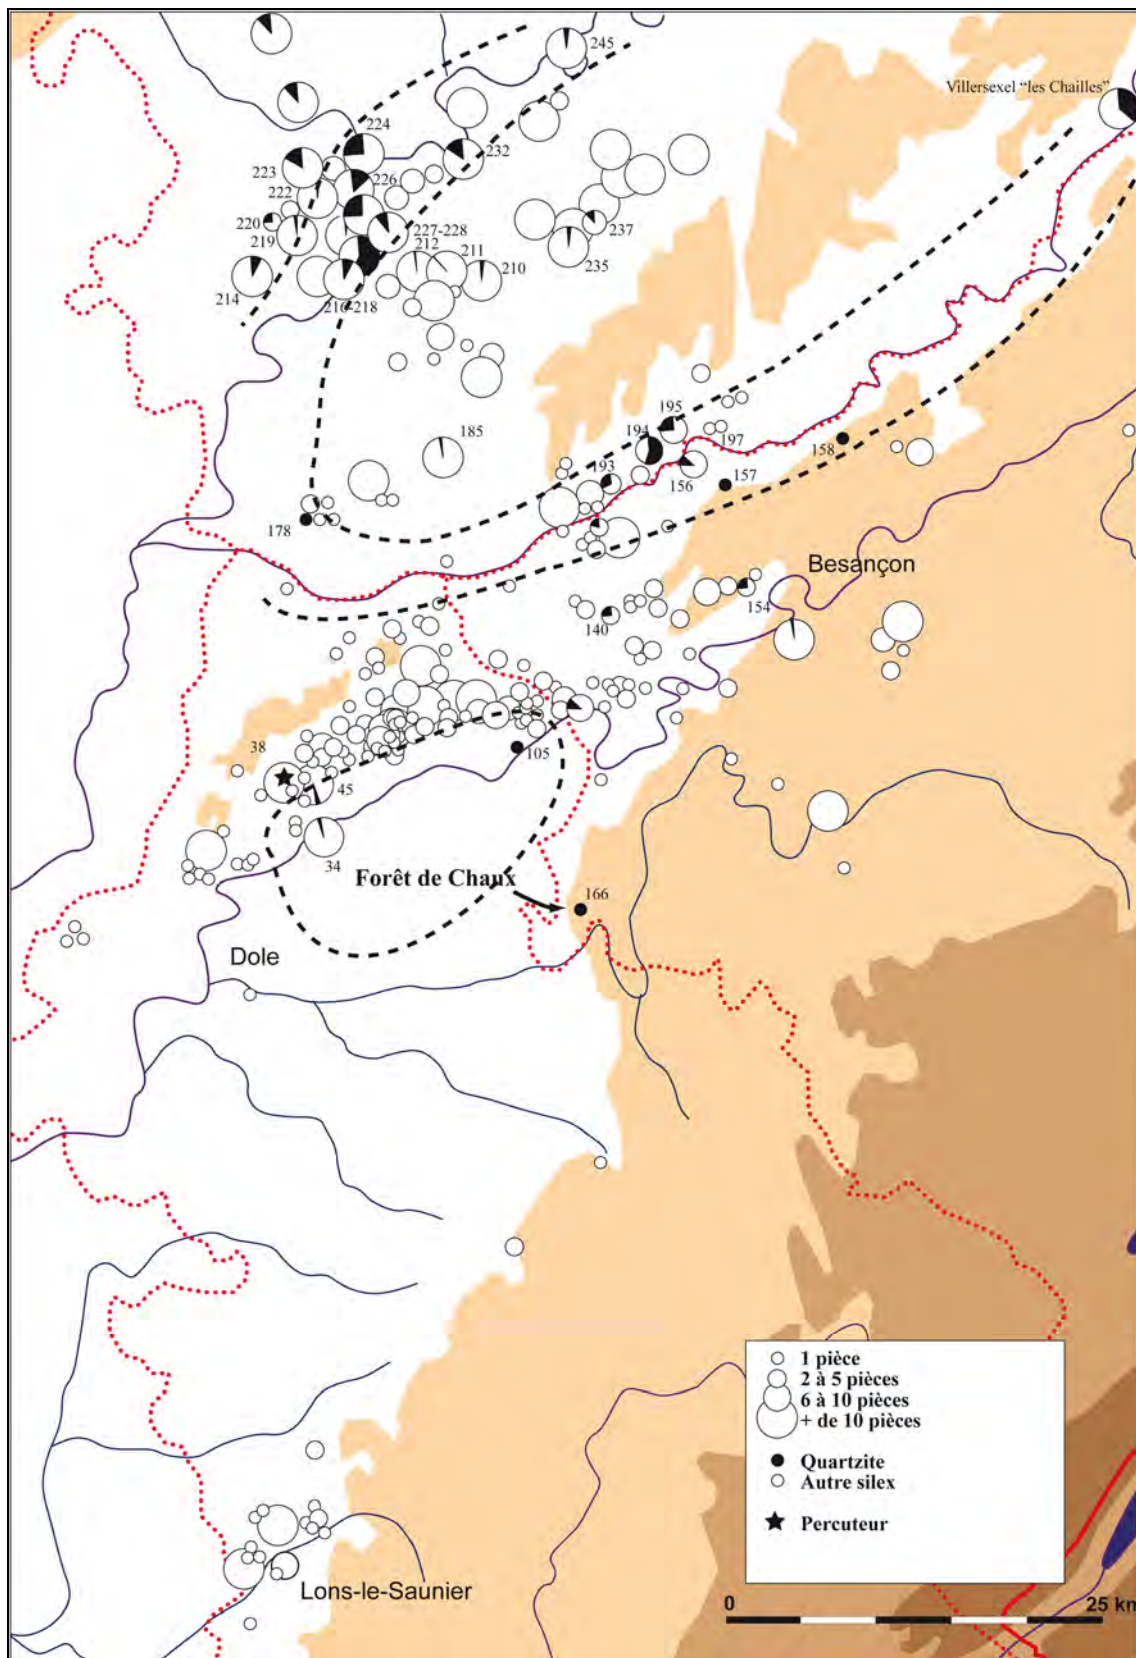 245
Villersexel "les Chailles"
224
232
223
226
222
220
237
219
227-228
212
211
235
210
214
216-218
195
185
194
197
158
193
156
157
178
Besançon
154
140
38
105
45
34
166
Forêt de Chaux
Dole
1 pièce
2 à 5 pièces
6 à 10 pièces
+ de 10 pièces
Quartzite
Autre silex
Percuteur
Lons-le-Saunier
0
25 km